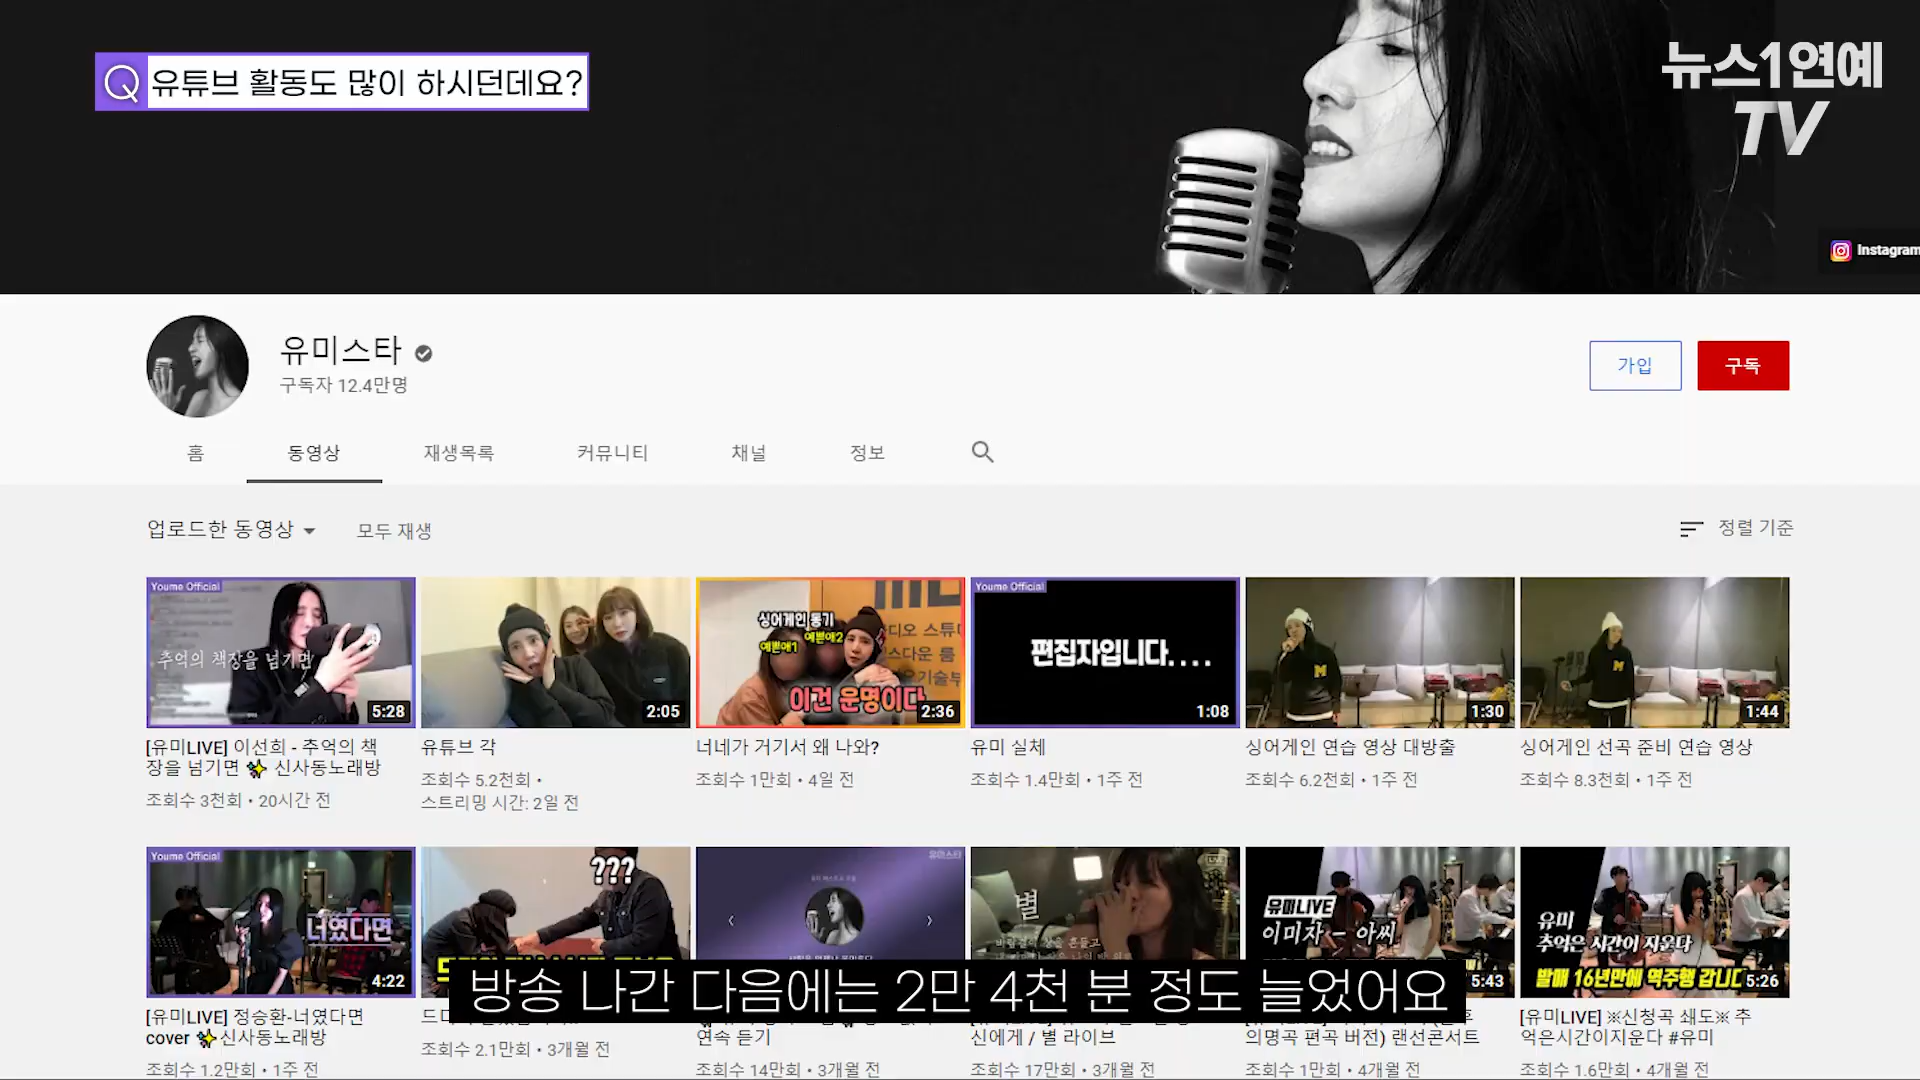 Q 유튜브 활동도 많이 하시던데요?
뉴스1연예
TV
Instagram
유미스타
구독자 12.4만명
가입
구독
홈
동영상
재생목록
커뮤니티
채널
정보
업로드한 동영상
모두 재생
정렬 기준
Youme Official
추억의 책장을 넘기면
5:28
2:05
싱어게인 동기
예쁜애1
예쁜애2
이건 운명이다
2:36
Youme Official
편집자입니다....
1:08
M
1:30
M
1:44
[유미LIVE] 이선희 - 추억의 책
장을 넘기면 ✨ 신사동노래방
조회수 3천회 • 20시간 전
유튜브 각
조회수 5.2천회 •
스트리밍 시간: 2일 전
너네가 거기서 왜 나와?
조회수 1만회 • 4일 전
유미 실체
조회수 1.4만회 • 1주 전
싱어게인 연습 영상 대방출
조회수 6.2천회 • 1주 전
싱어게인 선곡 준비 연습 영상
조회수 8.3천회 • 1주 전
Youme Official
너였다면
4:22
???
유미스타
별
LIVE
유미LIVE
이미자 - 아씨
5:43
유미
추억은 시간이 지운다
발매 16년만에 역주행 갑니
5:26
방송 나간 다음에는 2만 4천 분 정도 늘었어요
[유미LIVE] 정승환-너였다면
cover ✨신사동노래방
조회수 1.2만회 • 1주 전
조회수 2.1만회 • 3개월 전
연속 듣기
조회수 14만회 • 3개월 전
신에게 / 별 라이브
조회수 17만회 • 3개월 전
의명곡 편곡 버전) 랜선콘서트
조회수 1만회 • 4개월 전
[유미LIVE] ※신청곡 쇄도※ 추
억은시간이지운다 #유미
조회수 1.6만회 • 4개월 전